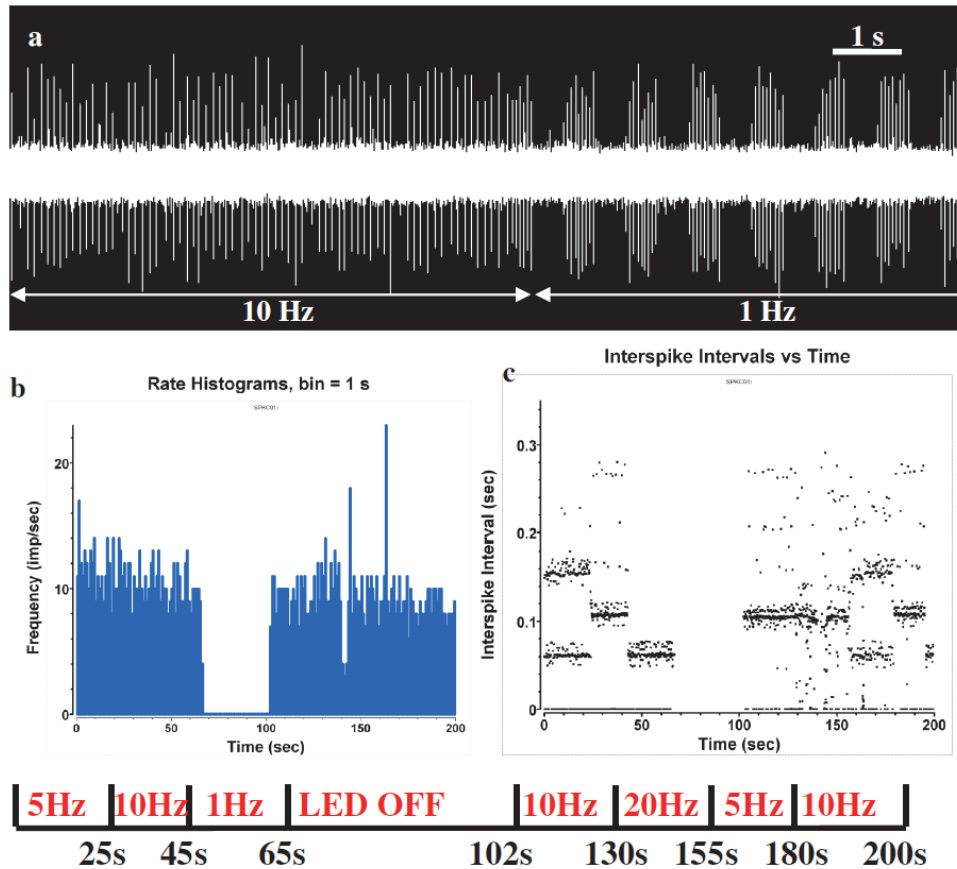 a
1 s
10 Hz
1 Hz
b
Rate Histograms, bin = 1 s
SPKC01i
Frequency (imp/sec)
20
10
0
0
50
100
150
200
Time (sec)
Interspike Intervals vs Time
c
SPKC01i
Interspike Interval (sec)
0.3
0.2
0.1
0
0
50
100
150
200
Time (sec)
5Hz
10Hz
1Hz
LED OFF
10Hz
20Hz
5Hz
10Hz
25s
45s
65s
102s
130s
155s
180s
200s